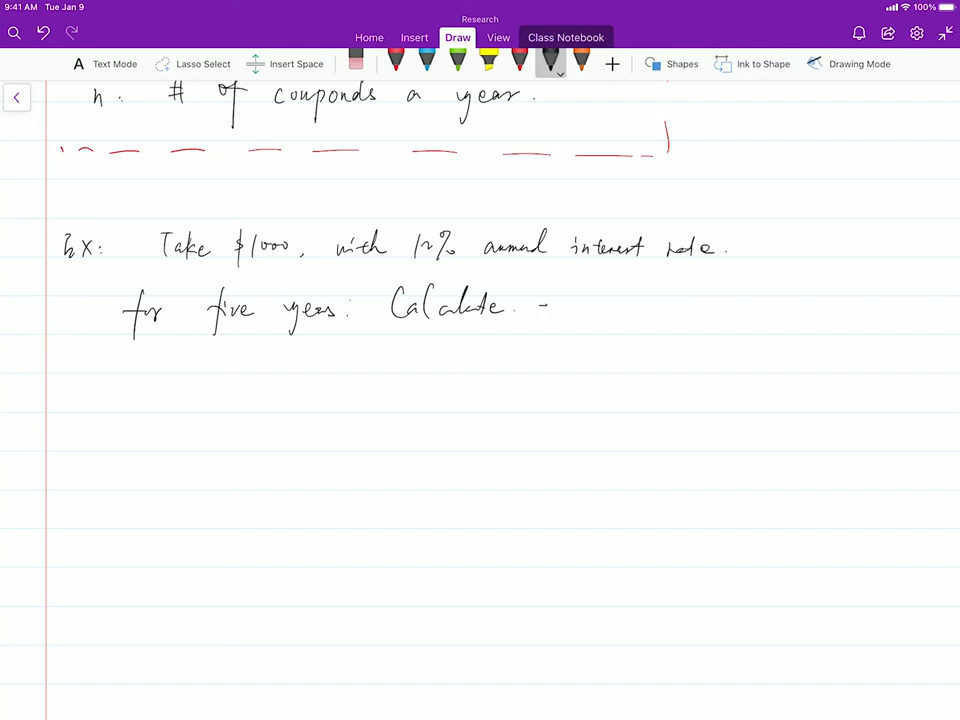 9:41 AM Tue Jan 9
100%
Research
Home Insert Draw View Class Notebook
A Text Mode Lasso Select Insert Space Shapes Ink to Shape Drawing Mode
n: # of couponds a year.
Ex: Take $1000, with 12% annual interest rate.
for five years: Calculate.